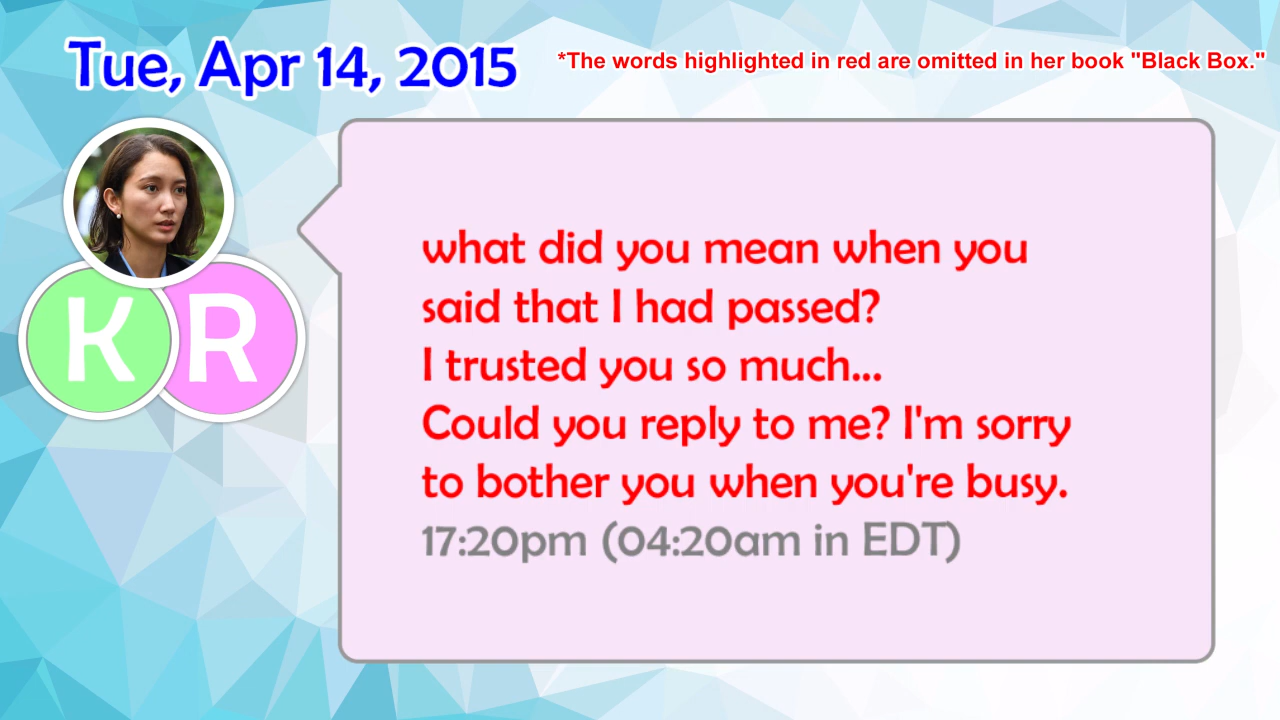 Tue, Apr 14, 2015
*The words highlighted in red are omitted in her book "Black Box."
K R
what did you mean when you
said that I had passed?
I trusted you so much...
Could you reply to me? I'm sorry
to bother you when you're busy.
17:20pm (04:20am in EDT)